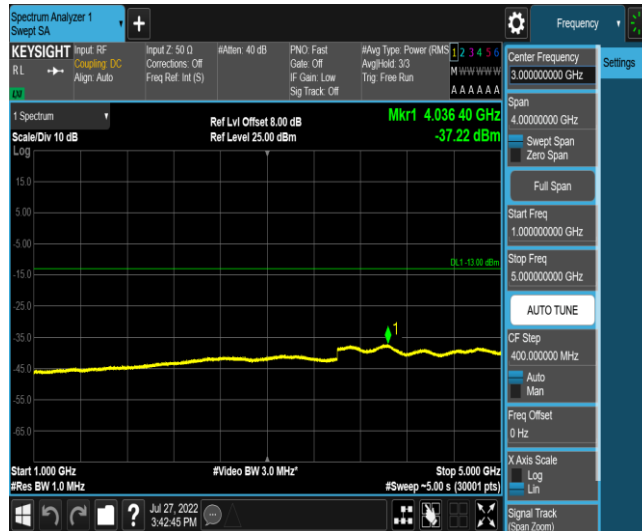 Spectrum Analyzer 1
Swept SA
Frequency
KEYSIGHT
RL
LXI
Input: RF
Coupling: DC
Align: Auto
Input Z: 50 Ω
Corrections: Off
Freq Ref: Int (S)
#Atten: 40 dB
PNO: Fast
Gate: Off
IF Gain: Low
Sig Track: Off
#Avg Type: Power (RMS
Avg|Hold: 3/3
Trig: Free Run
1 2 3 4 5 6
M W W W W W
A A A A A A
1 Spectrum
Scale/Div 10 dB
Log
Ref Lvl Offset 8.00 dB
Ref Level 25.00 dBm
Mkr1 4.036 40 GHz
-37.22 dBm
15.0
5.00
-5.00
DL1 -13.00 dBm
-15.0
-25.0
1
-35.0
-45.0
-55.0
-65.0
Start 1.000 GHz
#Res BW 1.0 MHz
#Video BW 3.0 MHz*
Stop 5.000 GHz
#Sweep ~5.00 s (30001 pts)
?
Jul 27, 2022
3:42:45 PM
Center Frequency
3.000000000 GHz
Settings
Span
4.00000000 GHz
Swept Span
Zero Span
Full Span
Start Freq
1.000000000 GHz
Stop Freq
5.000000000 GHz
AUTO TUNE
CF Step
400.000000 MHz
Auto
Man
Freq Offset
0 Hz
X Axis Scale
Log
Lin
Signal Track
(Span Zoom)